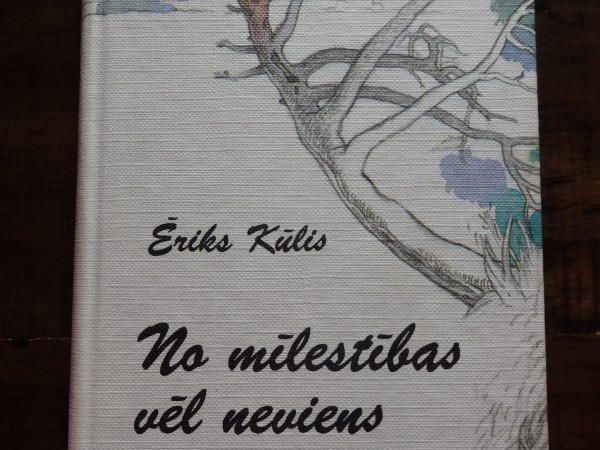 Ēriks Kūlis
No mīlestības
vēl neviens